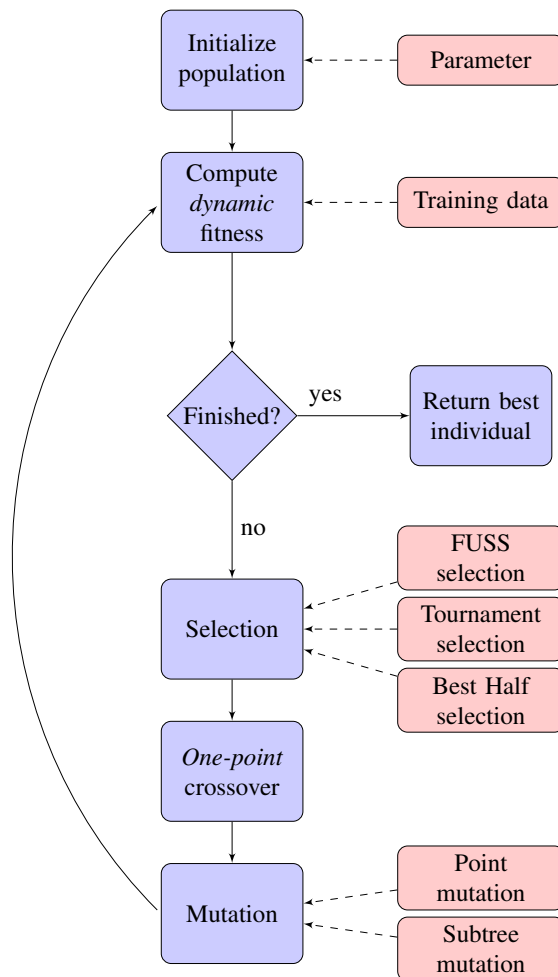 Initialize
population
Parameter
Compute
dynamic
fitness
Training data
Finished?
yes
Return best
individual
no
FUSS
selection
Selection
Tournament
selection
Best Half
selection
One-point
crossover
Mutation
Point
mutation
Subtree
mutation